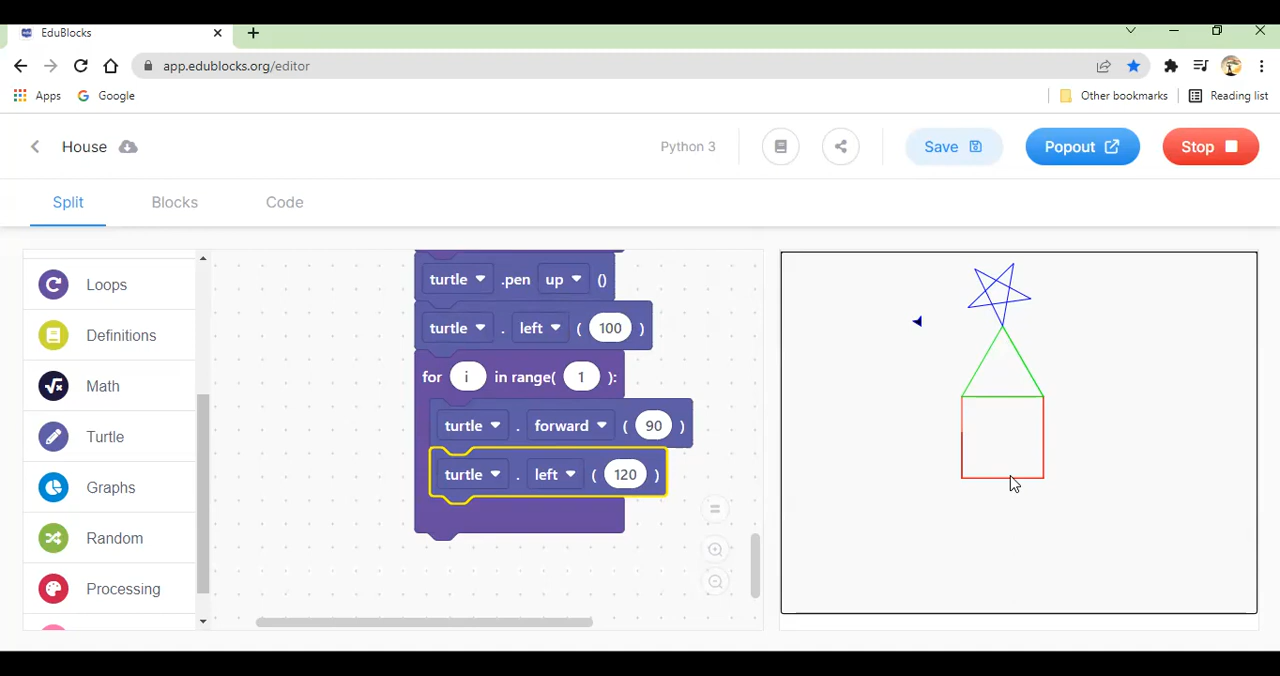 EduBlocks
app.edublocks.org/editor
Apps Google Other bookmarks Reading list
House Python 3 Save Popout Stop
Split Blocks Code
Loops
Definitions
Math
Turtle
Graphs
Random
Processing
turtle .pen up ()
turtle . left ( 100 )
for i in range( 1 ):
turtle . forward ( 90 )
turtle . left ( 120 )